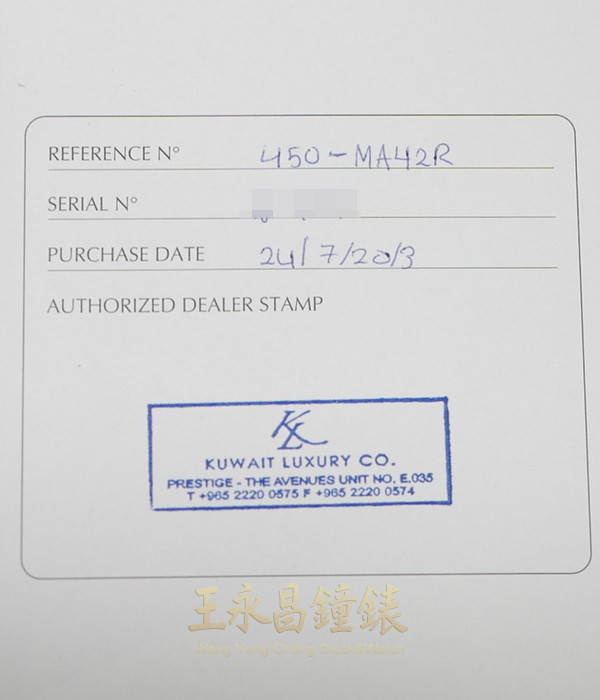 REFERENCE N° 450-MA42R
SERIAL N°
PURCHASE DATE 24/7/2013
AUTHORIZED DEALER STAMP
KL
KUWAIT LUXURY CO.
PRESTIGE - THE AVENUES UNIT NO. E.035
T +965 2220 0575 F +965 2220 0574
王永昌鐘錶